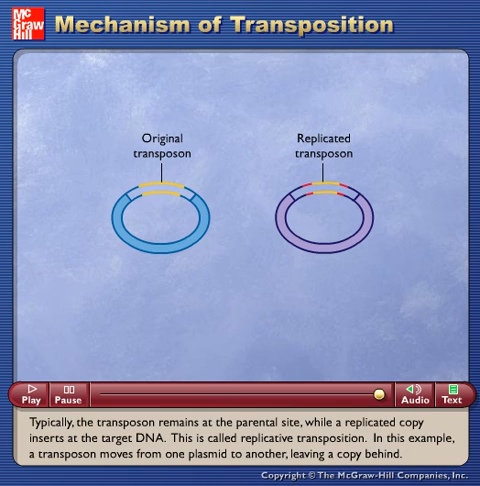 Mc
Graw
Hill
Mechanism of Transposition
Original
transposon
Replicated
transposon
Play
Pause
Audio
Text
Typically, the transposon remains at the parental site, while a replicated copy
inserts at the target DNA. This is called replicative transposition. In this example,
a transposon moves from one plasmid to another, leaving a copy behind.
Copyright © The McGraw-Hill Companies, Inc.